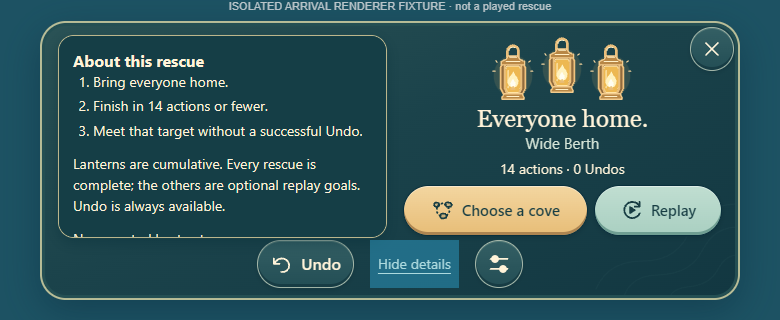 ISOLATED ARRIVAL RENDERER FIXTURE · not a played rescue
About this rescue
1. Bring everyone home.
2. Finish in 14 actions or fewer.
3. Meet that target without a successful Undo.
Lanterns are cumulative. Every rescue is
complete; the others are optional replay goals.
Undo is always available.
Everyone home.
Wide Berth
14 actions · 0 Undos
Choose a cove
Replay
Undo
Hide details